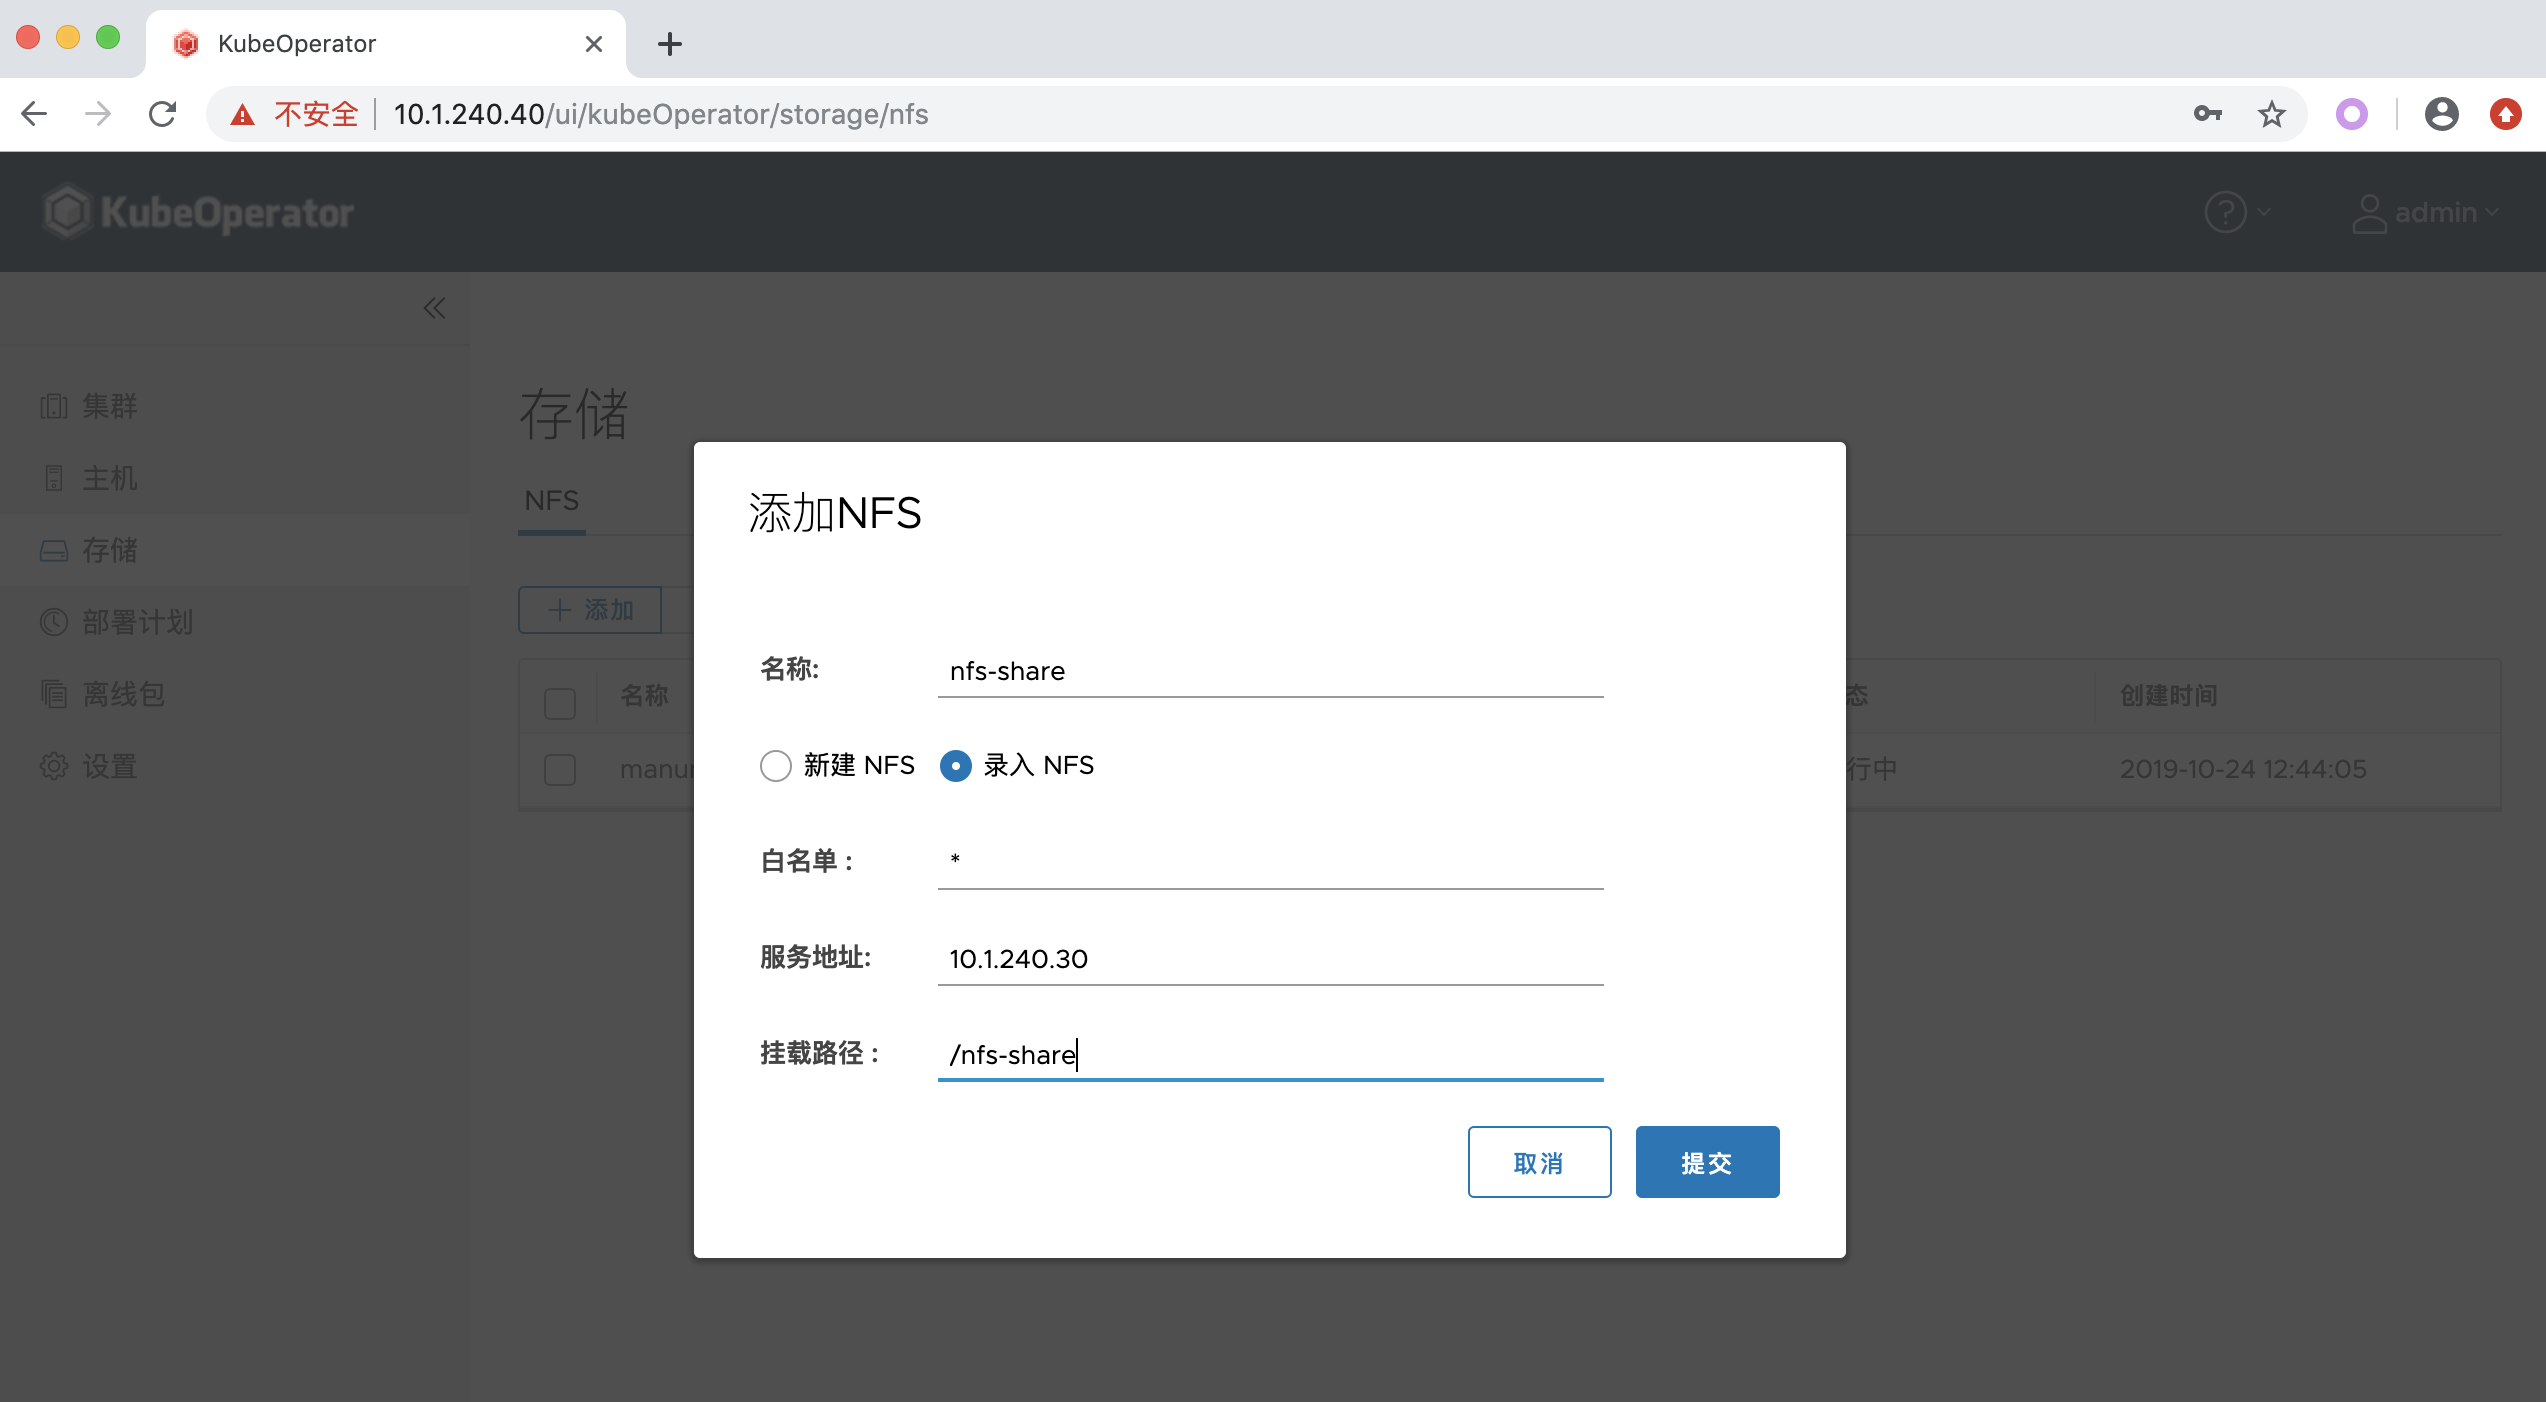 KubeOperator
不安全 10.1.240.40/ui/kubeOperator/storage/nfs
KubeOperator
? admin
集群
主机
存储
部署计划
离线包
设置
存储
NFS
添加
名称 态 创建时间
行中 2019-10-24 12:44:05
添加NFS
名称: nfs-share
新建 NFS 录入 NFS
白名单 : *
服务地址: 10.1.240.30
挂载路径 : /nfs-share
取消 提交